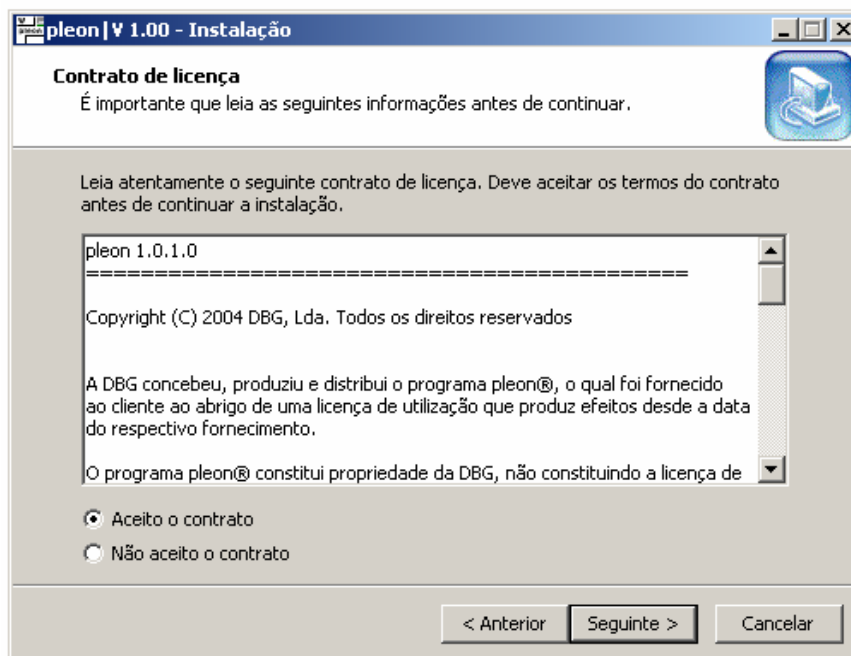 pleon|V 1.00 - Instalação
Contrato de licença
É importante que leia as seguintes informações antes de continuar.
Leia atentamente o seguinte contrato de licença. Deve aceitar os termos do contrato
antes de continuar a instalação.
pleon 1.0.1.0
============================================
Copyright (C) 2004 DBG, Lda. Todos os direitos reservados
A DBG concebeu, produziu e distribui o programa pleon®, o qual foi fornecido
ao cliente ao abrigo de uma licença de utilização que produz efeitos desde a data
do respectivo fornecimento.
O programa pleon® constitui propriedade da DBG, não constituindo a licença de
Aceito o contrato
Não aceito o contrato
< Anterior
Seguinte >
Cancelar